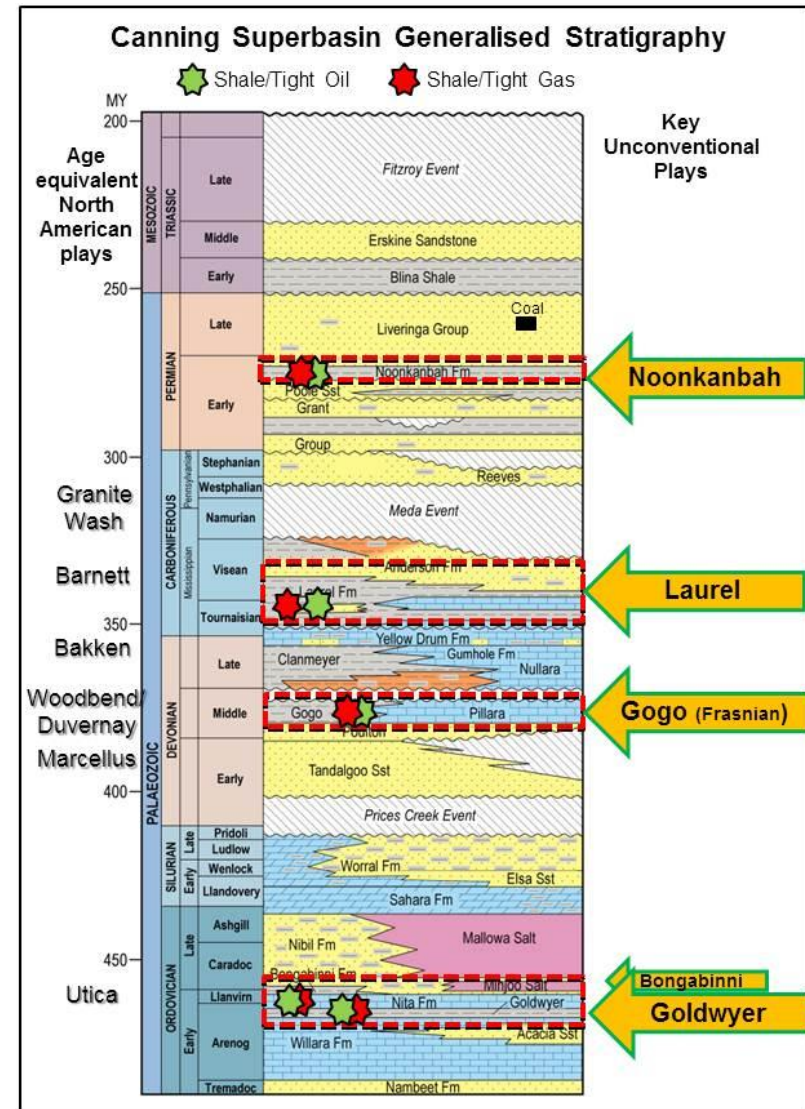 Canning Superbasin Generalised Stratigraphy
Shale/Tight Oil
Shale/Tight Gas
MY
200
250
300
350
400
450
Age
equivalent
North
American
plays
Granite
Wash
Barnett
Bakken
Woodbend/
Duvernay
Marcellus
Utica
MESOZOIC
PALAEOZOIC
TRIASSIC
PERMIAN
CARBONIFEROUS
Pennsylvanian
Mississippian
DEVONIAN
SILURIAN
Late
Early
ORDOVICIAN
Late
Early
Late
Middle
Early
Late
Early
Stephanian
Westphalian
Namurian
Visean
Tournaisian
Late
Middle
Early
Pridoli
Ludlow
Wenlock
Llandovery
Ashgill
Caradoc
Llanvirn
Arenog
Tremadoc
Fitzroy Event
Erskine Sandstone
Blina Shale
Coal
Liveringa Group
Noonkanbah Fm
Poole Sst
Grant
Group
Reeves
Meda Event
Anderson Fm
Laurel Fm
Yellow Drum Fm
Clanmeyer
Gumhole Fm
Nullara
Gogo
Pillara
Poulton
Tandalgoo Sst
Prices Creek Event
Worral Fm
Elsa Sst
Sahara Fm
Nibil Fm
Mallowa Salt
Bongabinni Fm
Minjoo Salt
Nita Fm
Goldwyer
Acacia Sst
Willara Fm
Nambeet Fm
Key
Unconventional
Plays
Noonkanbah
Laurel
Gogo (Frasnian)
Bongabinni
Goldwyer